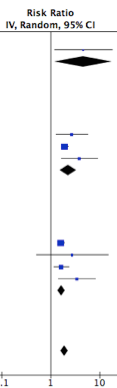 Risk Ratio
IV, Random, 95% CI
.1 1 10